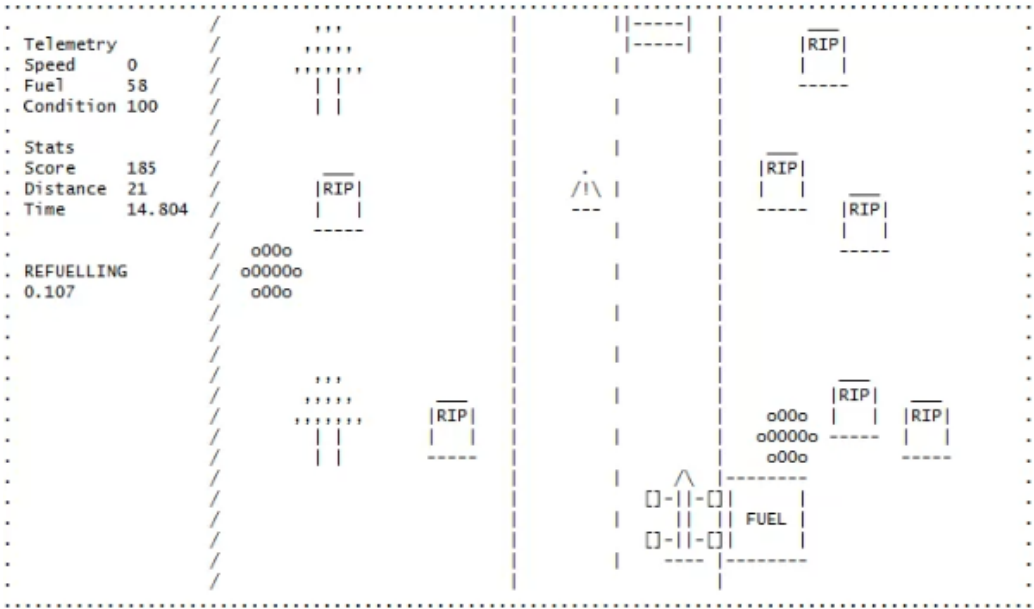 Telemetry
Speed 0
Fuel 58
Condition 100
Stats
Score 185
Distance 21
Time 14.804
REFUELLING
0.107
RIP
RIP
RIP
RIP
RIP
RIP
RIP
FUEL